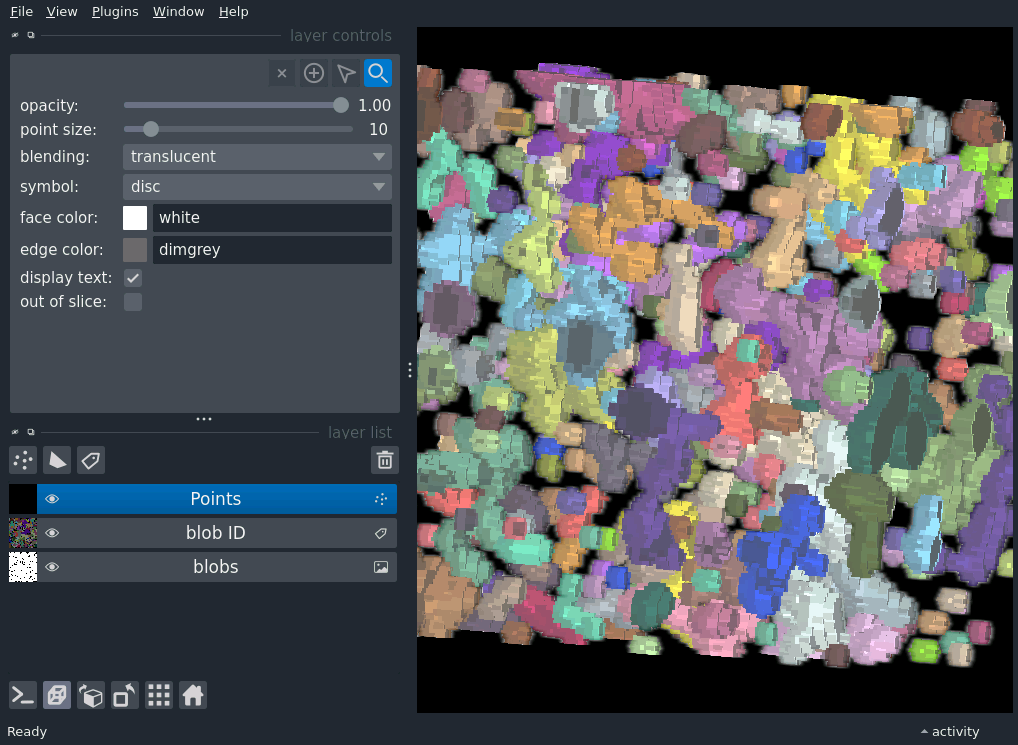 File View Plugins Window Help
layer controls
opacity: 1.00
point size: 10
blending: translucent
symbol: disc
face color: white
edge color: dimgrey
display text:
out of slice:
layer list
Points
blob ID
blobs
Ready
activity